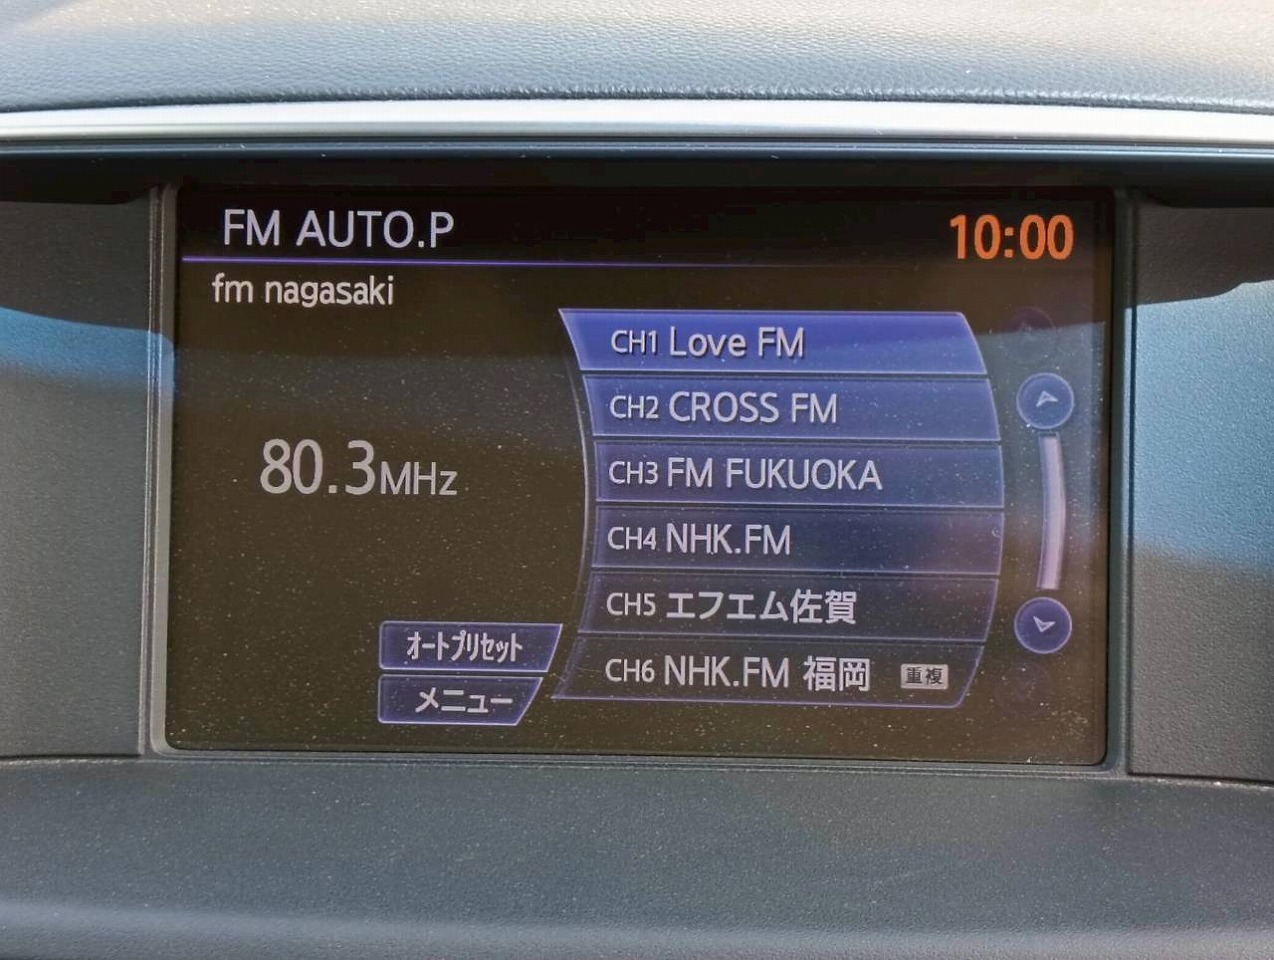 FM AUTO.P
10:00
fm nagasaki
80.3MHz
CH1 Love FM
CH2 CROSS FM
CH3 FM FUKUOKA
CH4 NHK.FM
CH5 エフエム佐賀
CH6 NHK.FM 福岡 重複
オートプリセット
メニュー